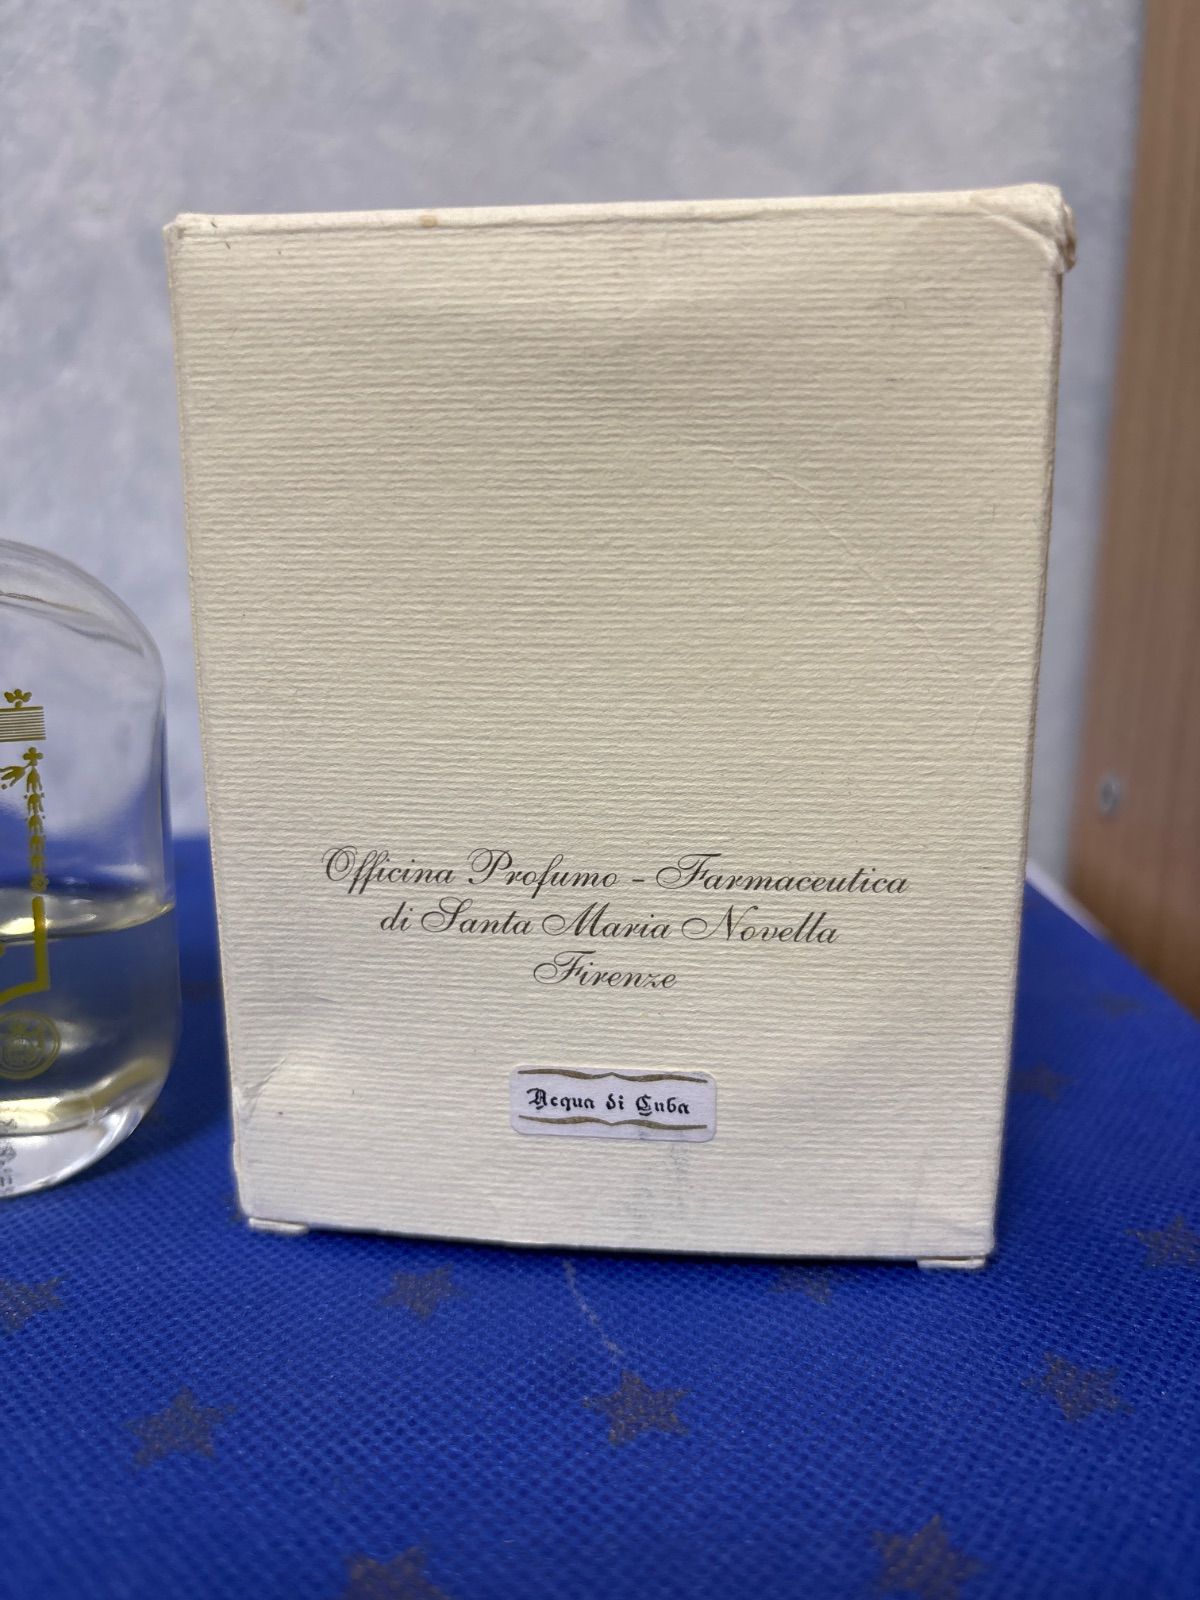 Officina Profumo - Farmaceutica
di Santa Maria Novella
Firenze
Acqua di Cuba